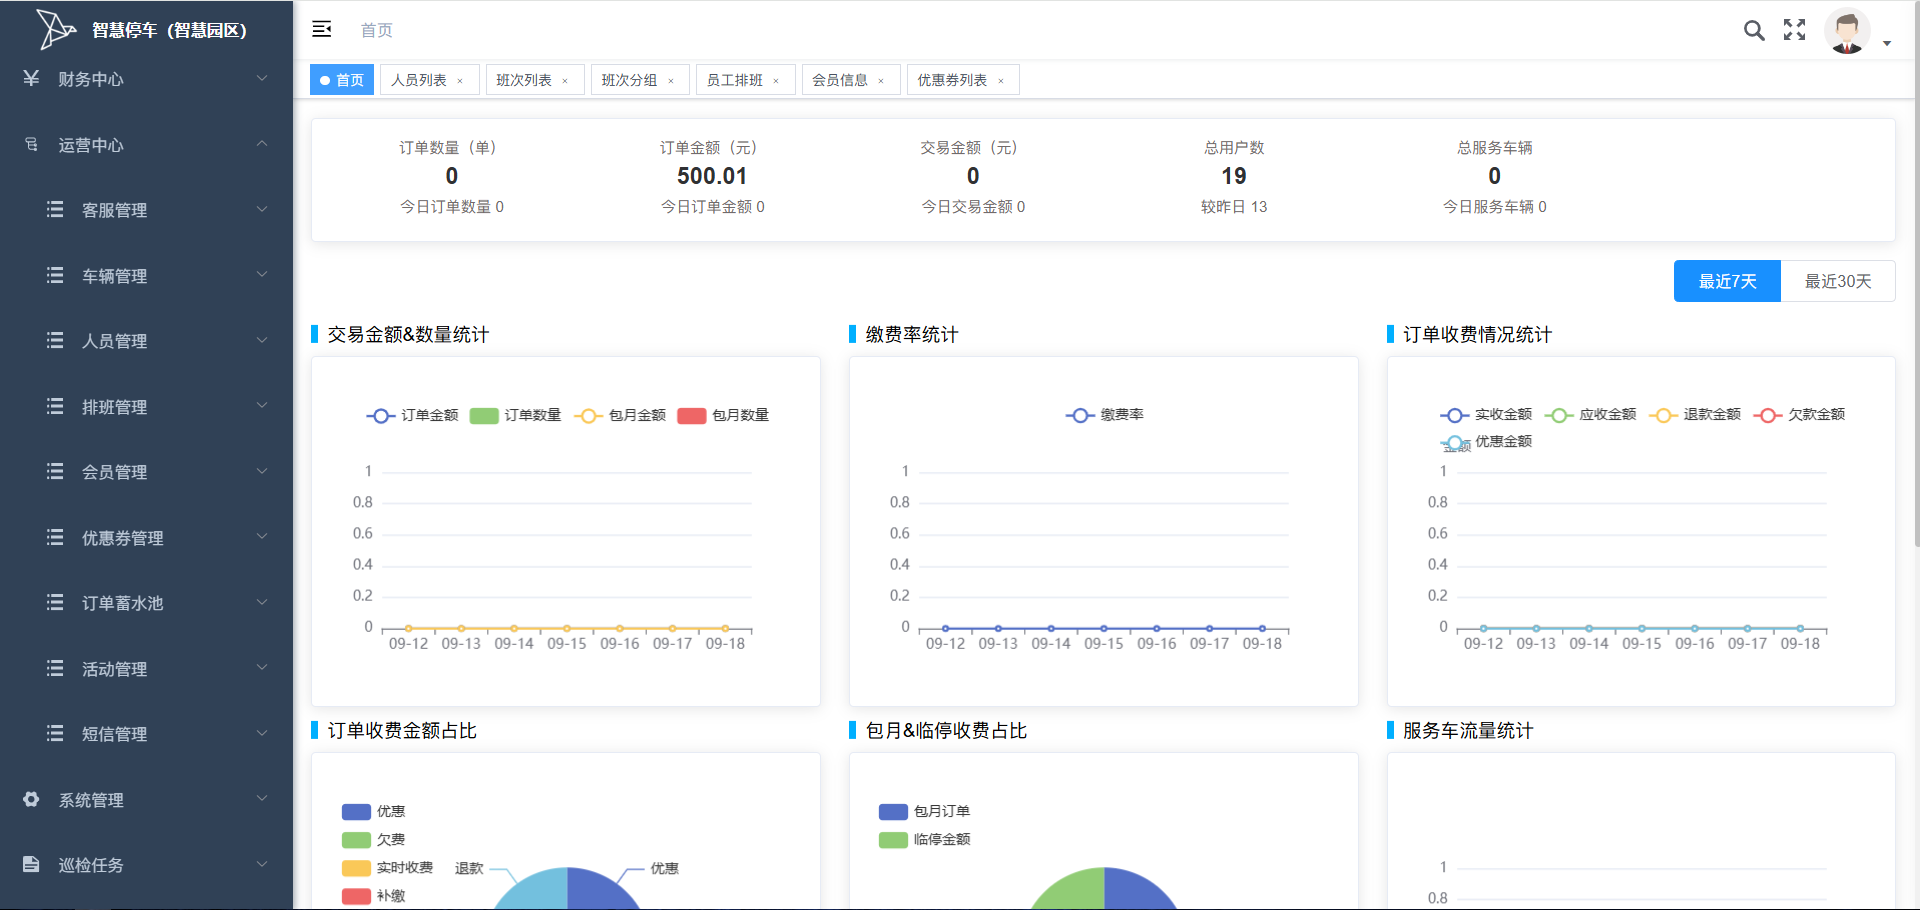 智慧停车（智慧园区）
财务中心
运营中心
客服管理
车辆管理
人员管理
排班管理
会员管理
优惠券管理
订单蓄水池
活动管理
短信管理
系统管理
巡检任务
首页
首页 人员列表 × 班次列表 × 班次分组 × 员工排班 × 会员信息 × 优惠券列表 ×
订单数量（单） 订单金额（元） 交易金额（元） 总用户数 总服务车辆
0 500.01 0 19 0
今日订单数量 0 今日订单金额 0 今日交易金额 0 较昨日 13 今日服务车辆 0
最近7天 最近30天
交易金额&数量统计
订单金额 订单数量 包月金额 包月数量
1
0.8
0.6
0.4
0.2
0
09-12 09-13 09-14 09-15 09-16 09-17 09-18
缴费率统计
缴费率
1
0.8
0.6
0.4
0.2
0
09-12 09-13 09-14 09-15 09-16 09-17 09-18
订单收费情况统计
实收金额 应收金额 退款金额 欠款金额
优惠金额
金额
1
0.8
0.6
0.4
0.2
0
09-12 09-13 09-14 09-15 09-16 09-17 09-18
订单收费金额占比
优惠
欠费
实时收费
补缴
退款 优惠
包月&临停收费占比
包月订单
临停金额
服务车流量统计
1
0.8